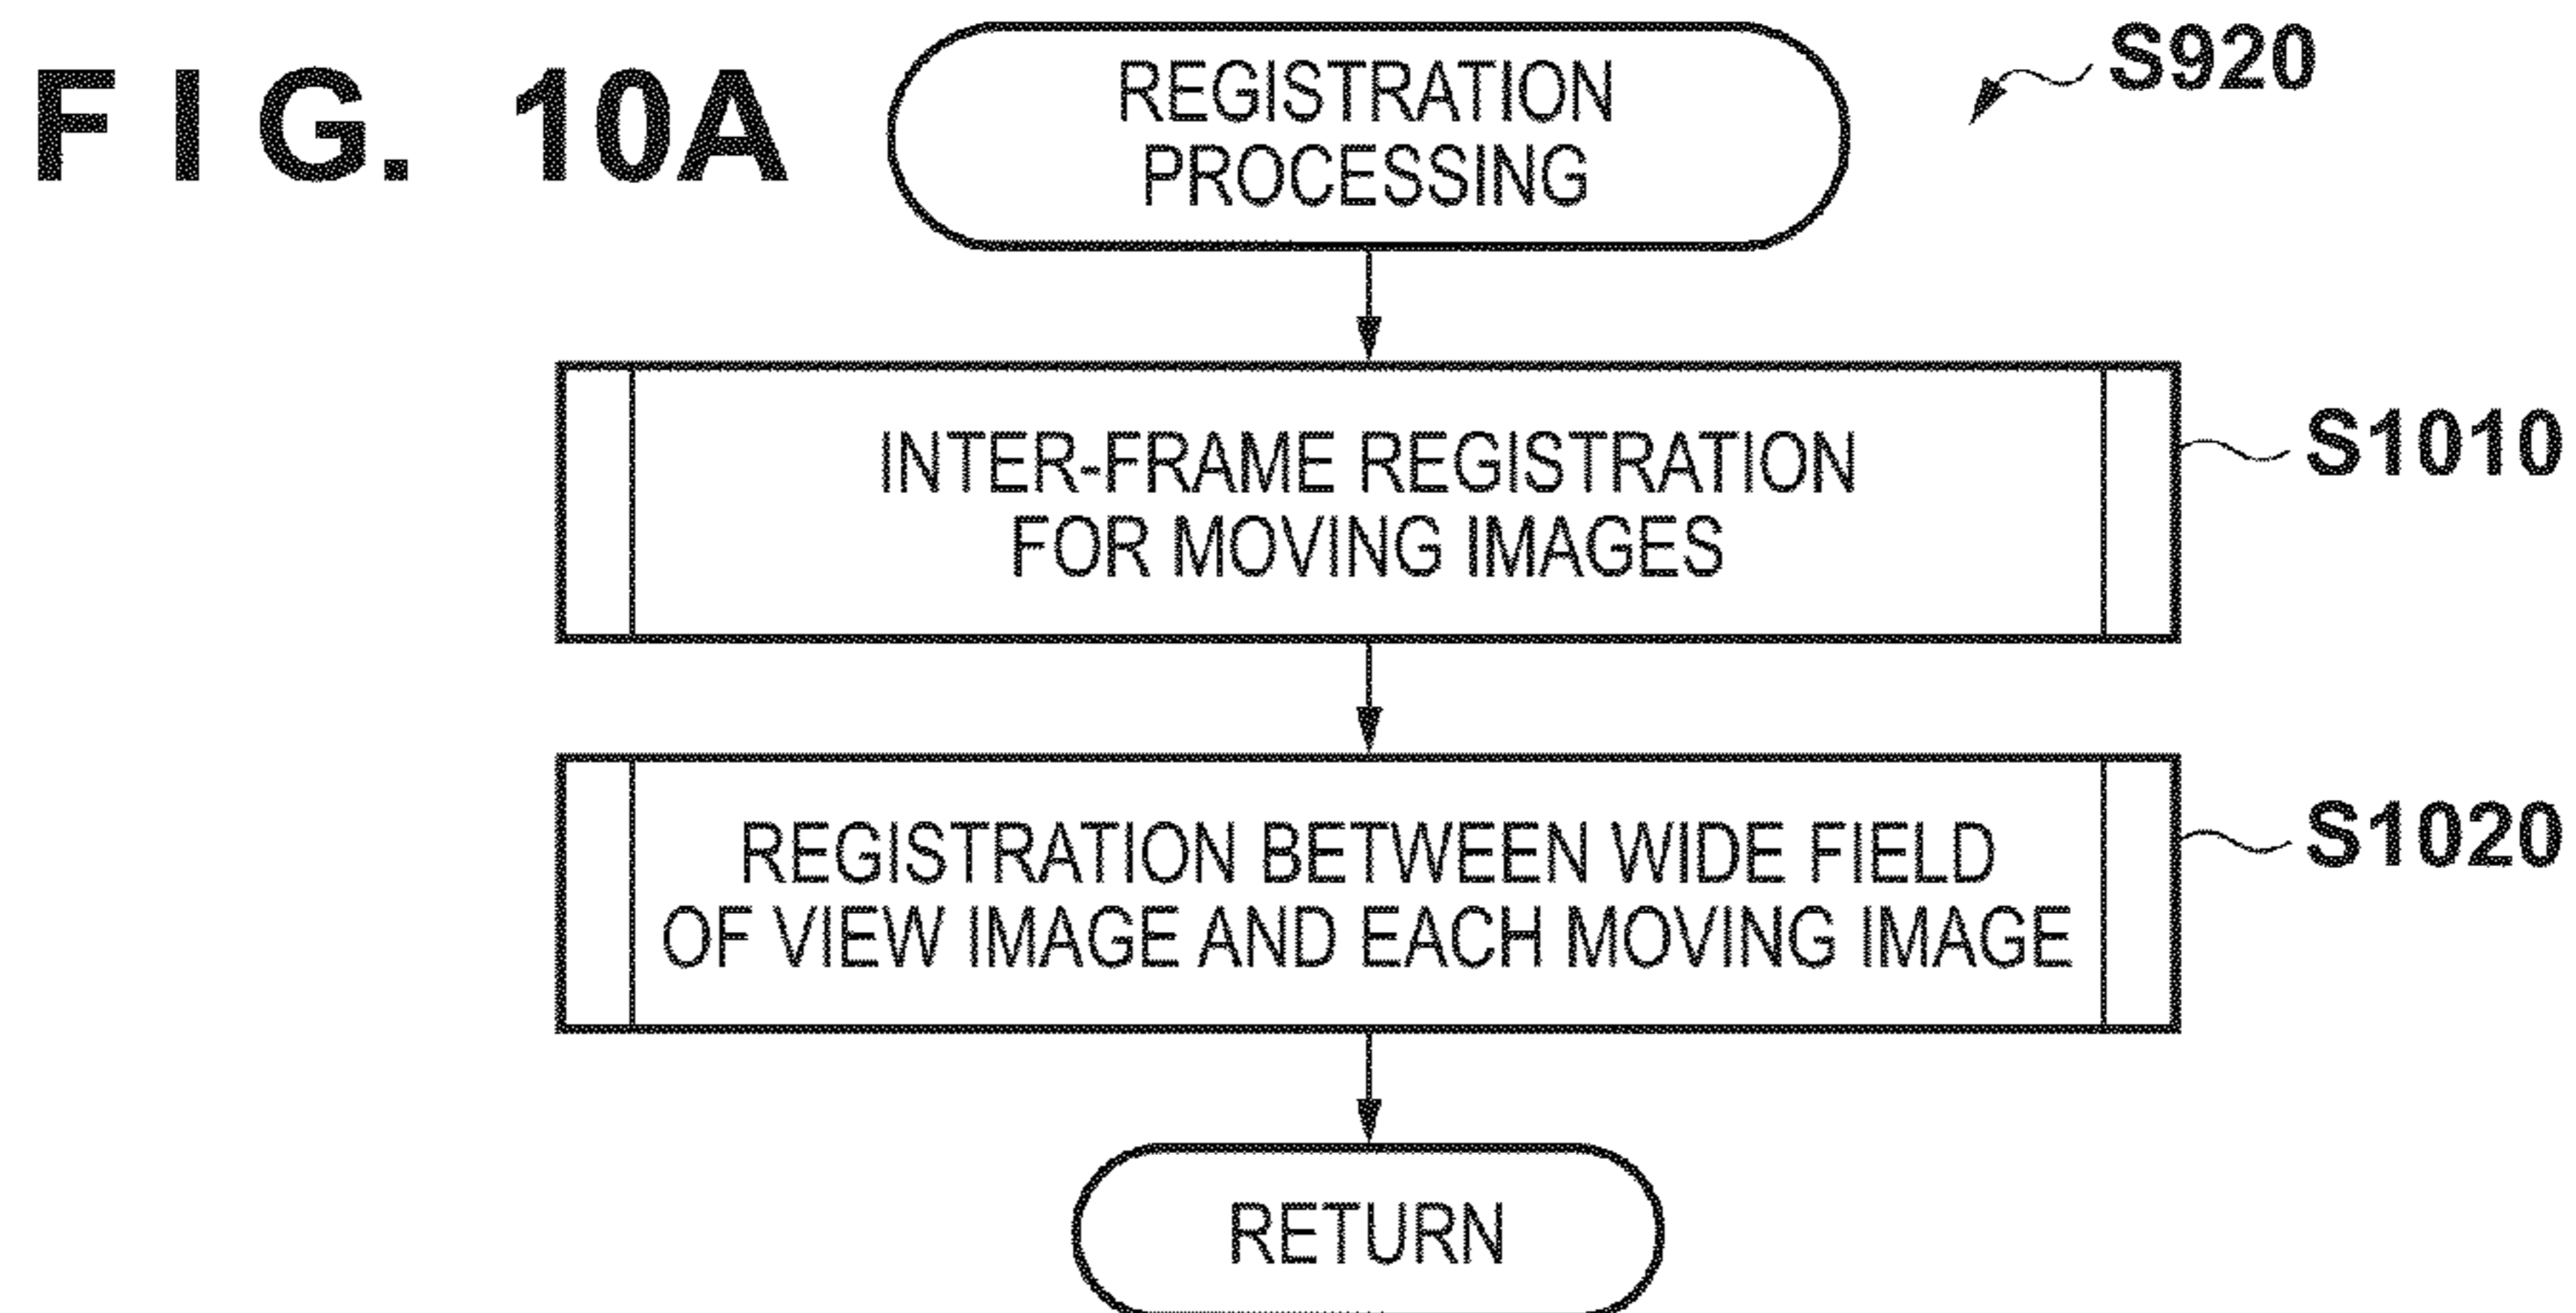 FIG. 10A
REGISTRATION
PROCESSING
S920
INTER-FRAME REGISTRATION
FOR MOVING IMAGES
S1010
REGISTRATION BETWEEN WIDE FIELD
OF VIEW IMAGE AND EACH MOVING IMAGE
S1020
RETURN